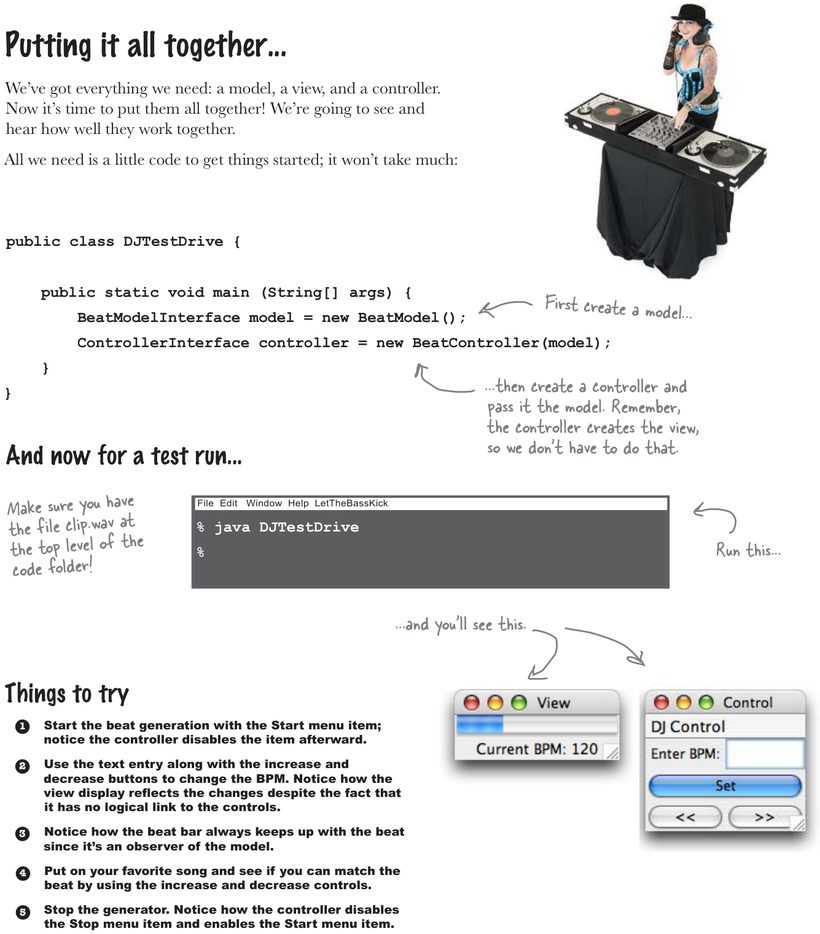 Putting it all together...
We've got everything we need: a model, a view, and a controller.
Now it's time to put them all together! We're going to see and
hear how well they work together.
All we need is a little code to get things started; it won't take much:
public class DJTestDrive {
public static void main (String[] args) {
BeatModelInterface model = new BeatModel();
ControllerInterface controller = new BeatController(model);
}
}
First create a model...
...then create a controller and
pass it the model. Remember,
the controller creates the view,
so we don't have to do that.
And now for a test run...
Make sure you have
the file clip.wav at
the top level of the
code folder!
File Edit Window Help LetTheBassKick
% java DJTestDrive
%
Run this...
...and you'll see this.
View
Current BPM: 120
Control
DJ Control
Enter BPM:
Set
<< >>
Things to try
1 Start the beat generation with the Start menu item;
notice the controller disables the item afterward.
2 Use the text entry along with the increase and
decrease buttons to change the BPM. Notice how the
view display reflects the changes despite the fact that
it has no logical link to the controls.
3 Notice how the beat bar always keeps up with the beat
since it's an observer of the model.
4 Put on your favorite song and see if you can match the
beat by using the increase and decrease controls.
5 Stop the generator. Notice how the controller disables
the Stop menu item and enables the Start menu item.